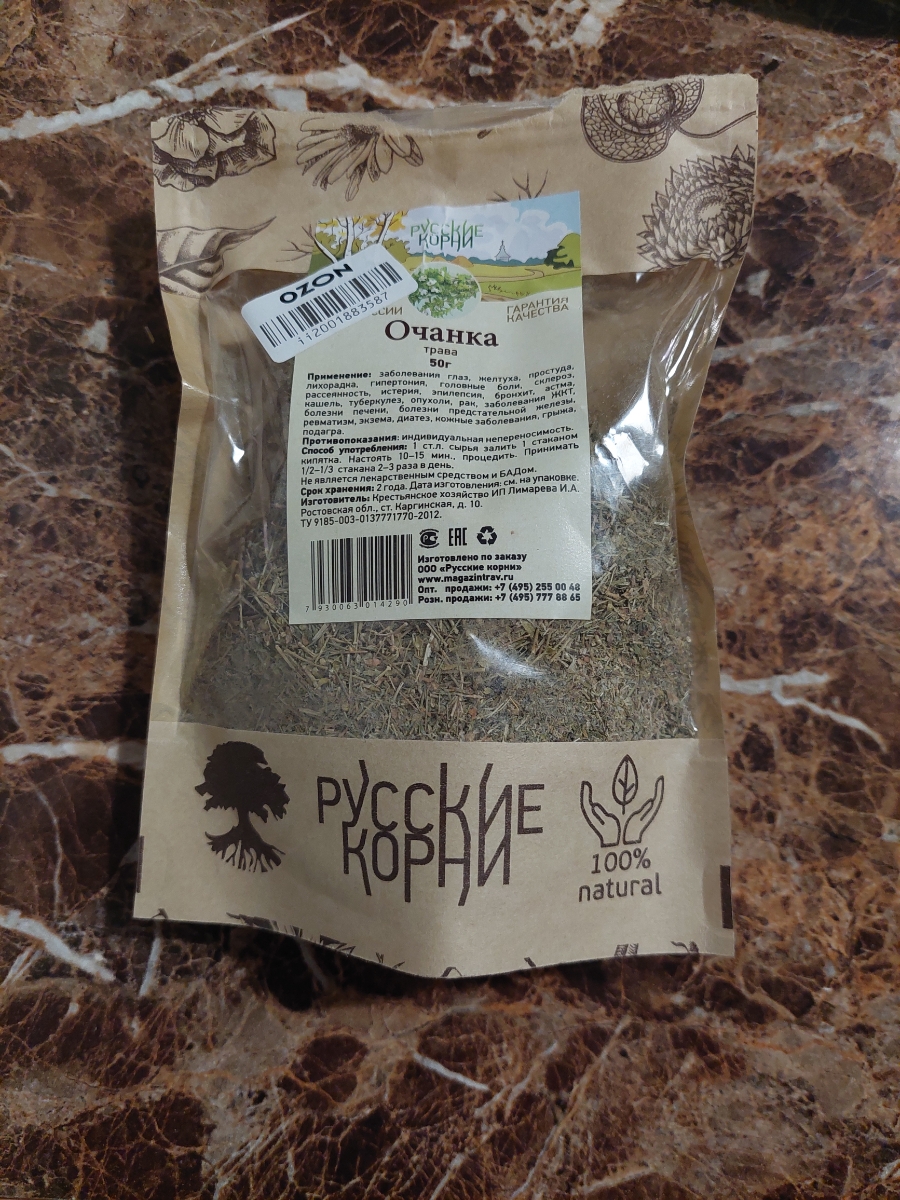 РУССКИЕ
КОРНИ
OZON
112001883587
ГАРАНТИЯ
КАЧЕСТВА
Очанка
трава
50г
Применение: заболевания глаз, желтуха, простуда,
лихорадка, гипертония, головные боли, склероз,
рассеянность, истерия, эпилепсия, бронхит, астма,
кашель, туберкулез, опухоли, рак, заболевания ЖКТ,
болезни печени, болезни предстательной железы,
ревматизм, экзема, диатез, кожные заболевания, грыжа,
подагра.
Противопоказания: индивидуальная непереносимость.
Способ употребления: 1 ст.л. сырья залить 1 стаканом
кипятка. Настоять 10–15 мин., процедить. Принимать
1/2–1/3 стакана 2–3 раза в день.
Не является лекарственным средством и БАДом.
Срок хранения: 2 года. Дата изготовления: см. на упаковке.
Изготовитель: Крестьянское хозяйство ИП Лимарева И.А.
Ростовская обл., ст. Каргинская, д. 10.
ТУ 9185-003-0137771770-2012.
ЕАС
Изготовлено по заказу
ООО «Русские корни»
www.magazintrav.ru
Опт. продажи: +7 (495) 255 00 48
Розн. продажи: +7 (495) 777 88 65
7 930063 014290
РУССКИЕ
КОРНИ
100%
natural